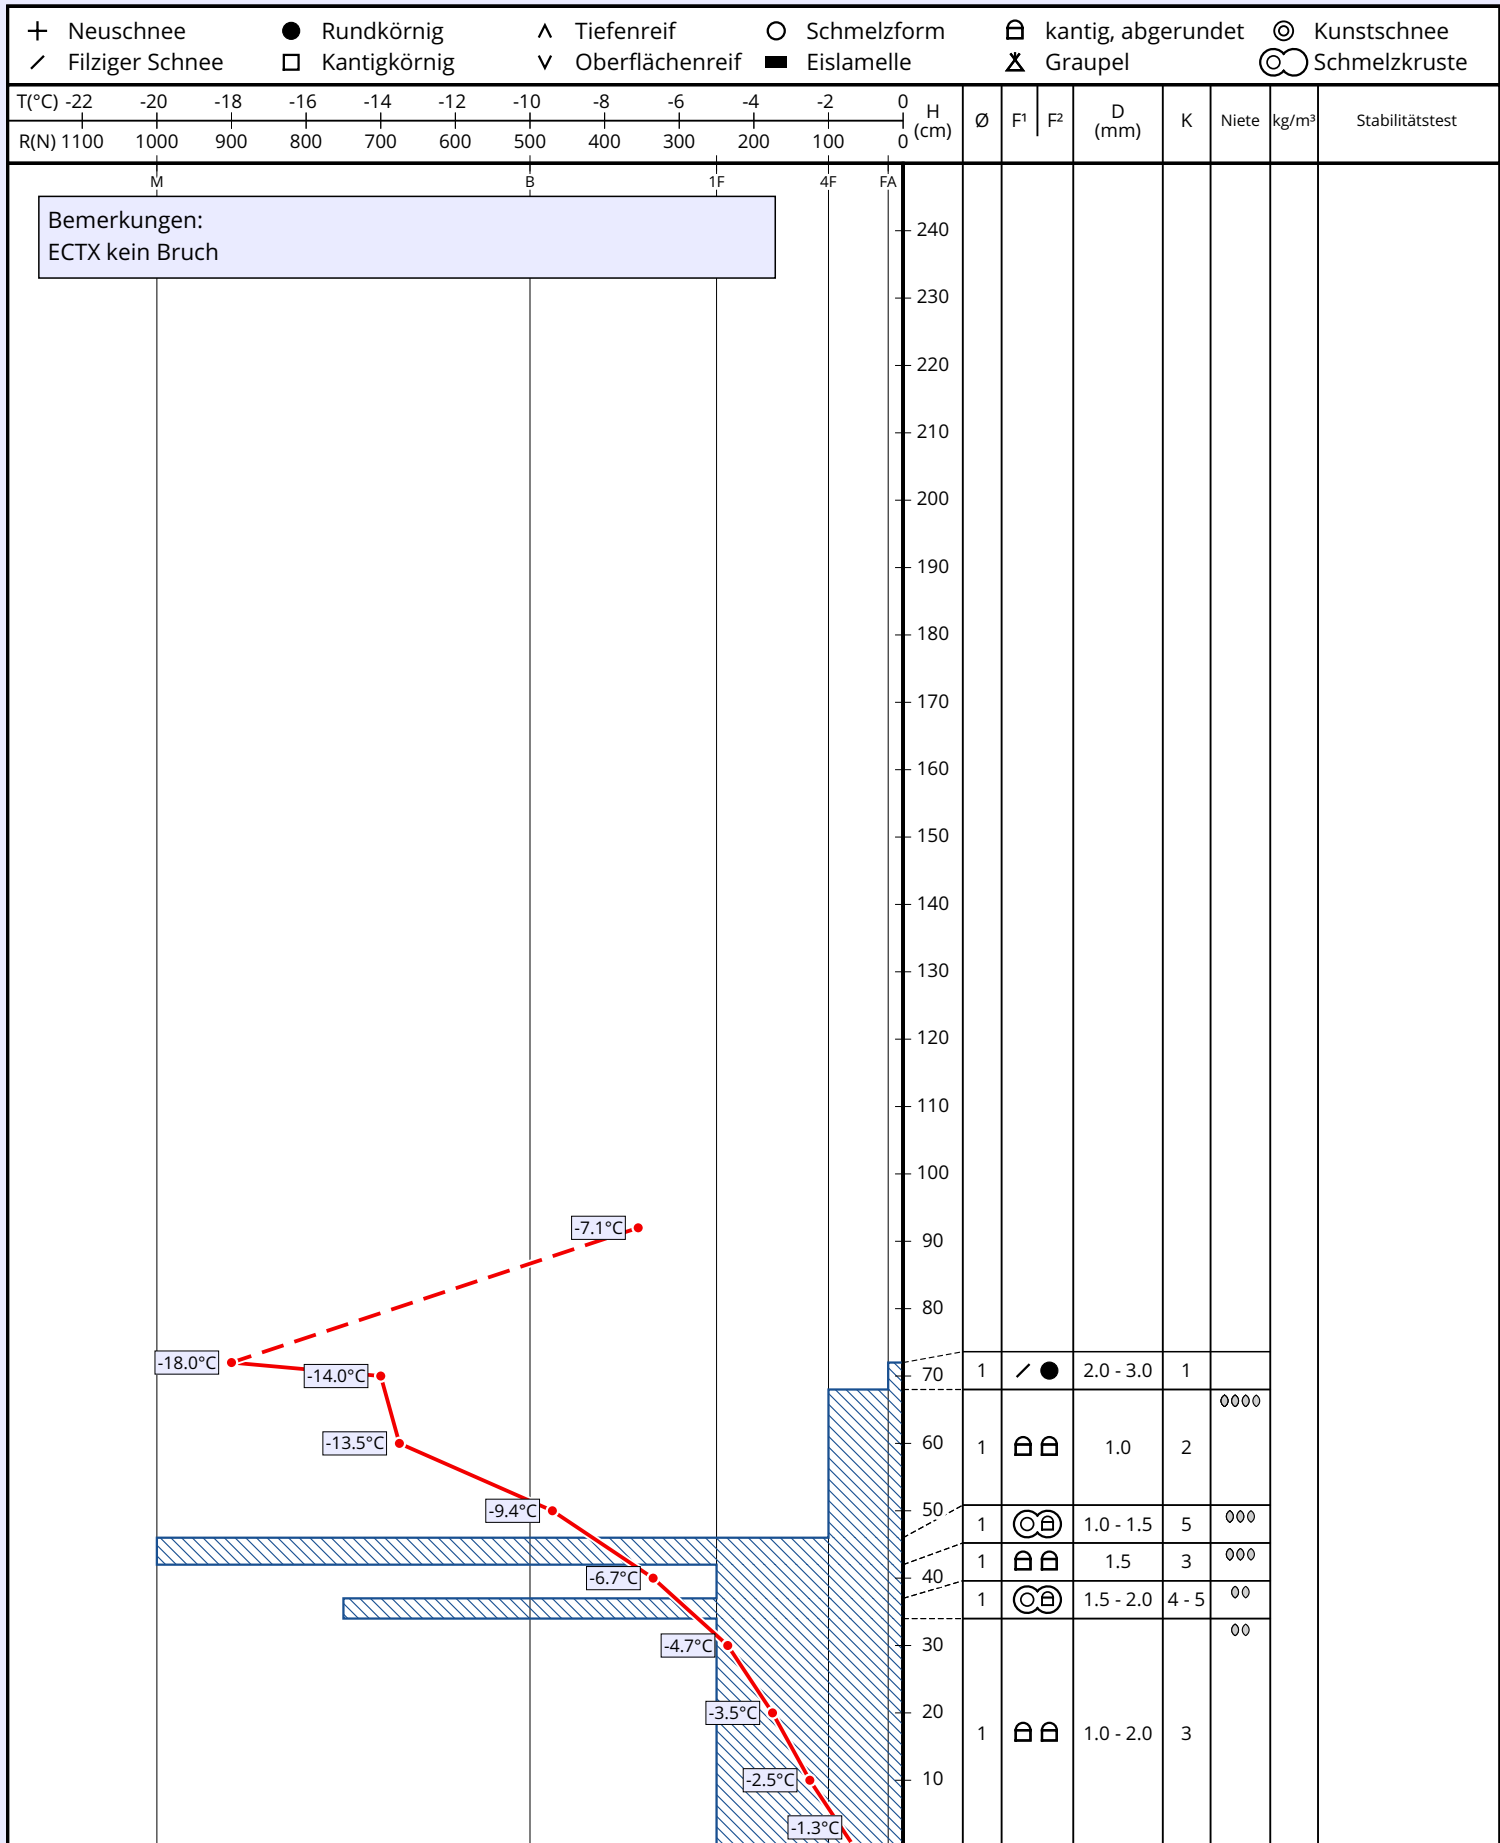 Neuschnee Rundkörnig Tiefenreif Schmelzform kantig, abgerundet Kunstschnee
Filziger Schnee Kantigkörnig Oberflächenreif Eislamelle Graupel Schmelzkruste
T(°C) -22 -20 -18 -16 -14 -12 -10 -8 -6 -4 -2 0
R(N) 1100 1000 900 800 700 600 500 400 300 200 100 0
H (cm) Ø F¹ F² D (mm) K Niete kg/m³ Stabilitätstest
M B 1F 4F FA
Bemerkungen:
ECTX kein Bruch
240
230
220
210
200
190
180
170
160
150
140
130
120
110
100
-7.1°C
90
80
-18.0°C
-14.0°C 70 1 2.0 - 3.0 1
-13.5°C 60 1 1.0 2
-9.4°C 50 1 1.0 - 1.5 5
1 1.5 3
-6.7°C 40 1 1.5 - 2.0 4 - 5
-4.7°C 30
-3.5°C 20 1 1.0 - 2.0 3
-2.5°C 10
-1.3°C